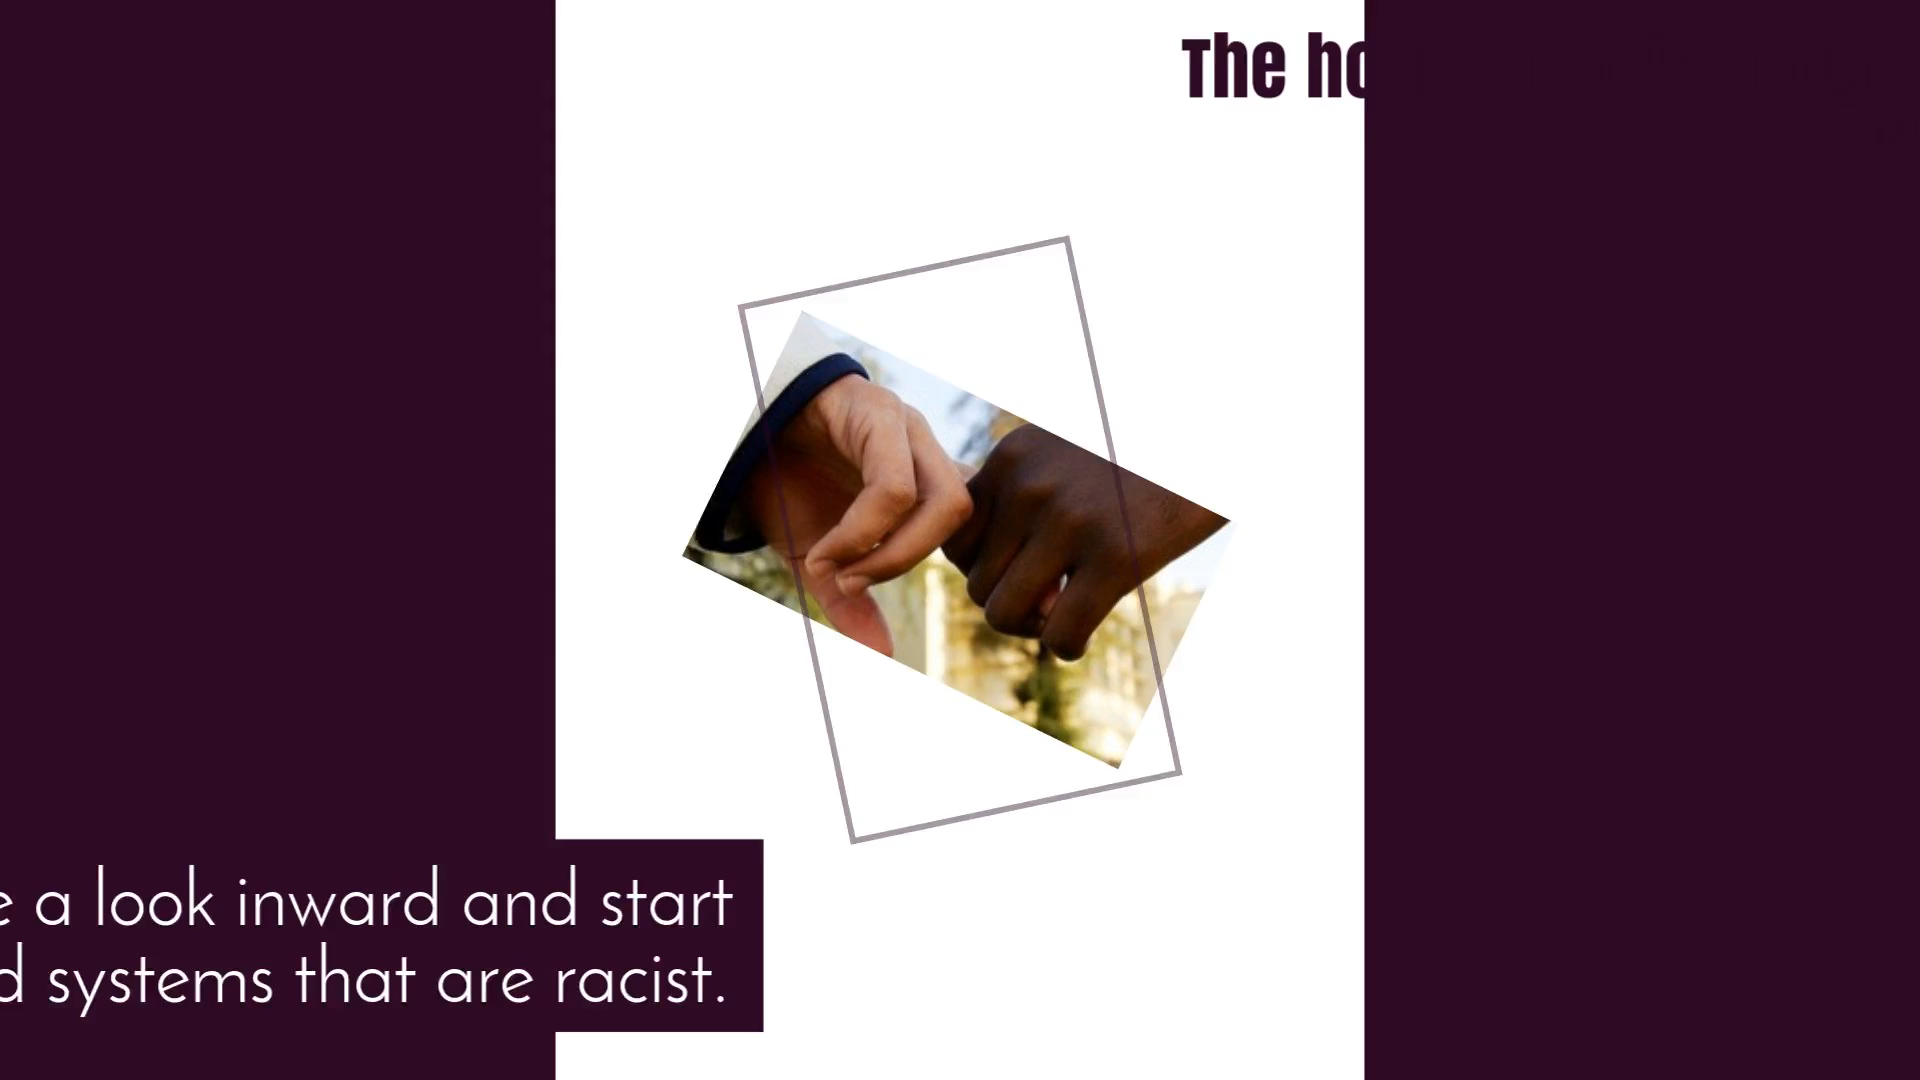 The
a look inward and start
systems that are racist.